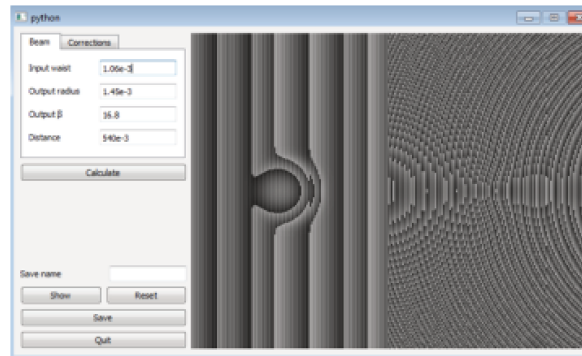 python
Beam Corrections
Input waist 1.06e-3
Output radius 1.45e-3
Output β 16.8
Distance 540e-3
Calculate
Save name
Show Reset
Save
Quit